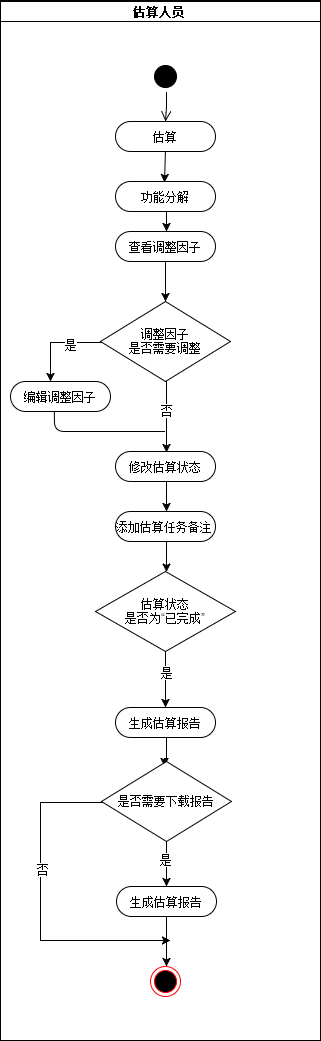 估算人员
估算
功能分解
查看调整因子
调整因子
是否需要调整
是
编辑调整因子
否
修改估算状态
添加估算任务备注
估算状态
是否为“已完成”
是
生成估算报告
是否需要下载报告
是
否
生成估算报告